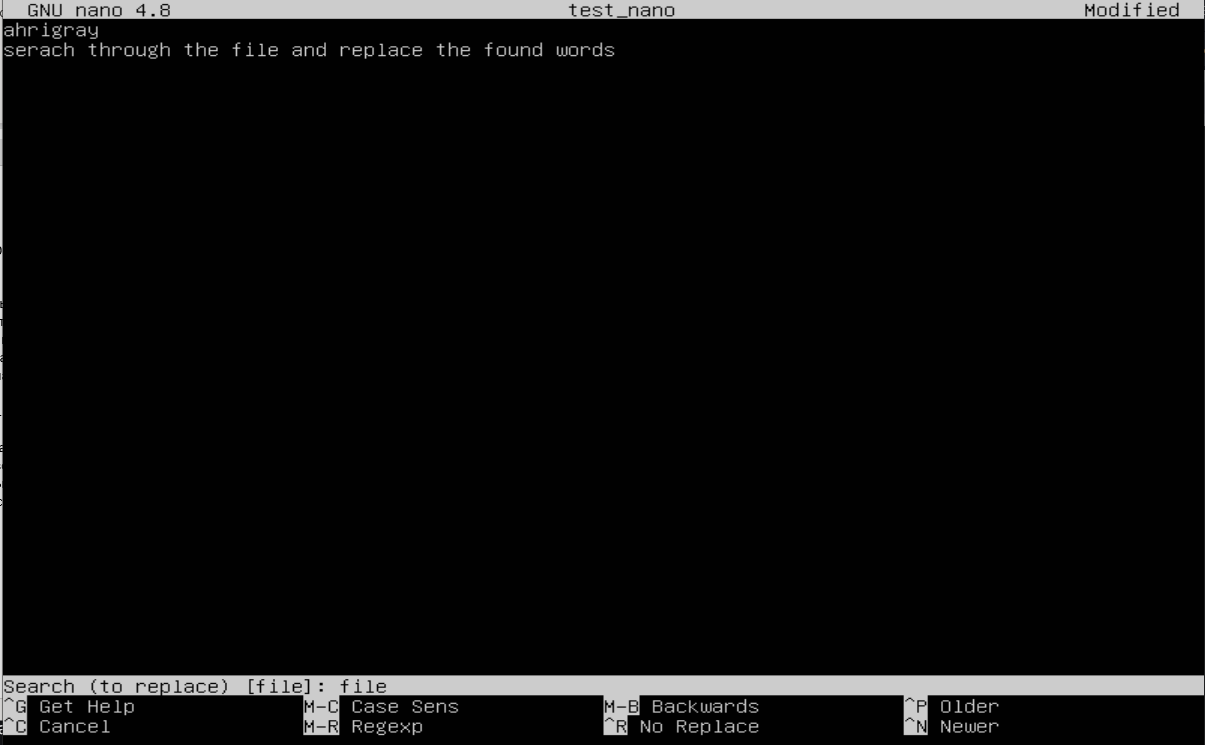 GNU nano 4.8 test_nano Modified
ahrigray
serach through the file and replace the found words
Search (to replace) [file]: file
^G Get Help M-C Case Sens M-B Backwards ^P Older
^C Cancel M-R Regexp ^R No Replace ^N Newer